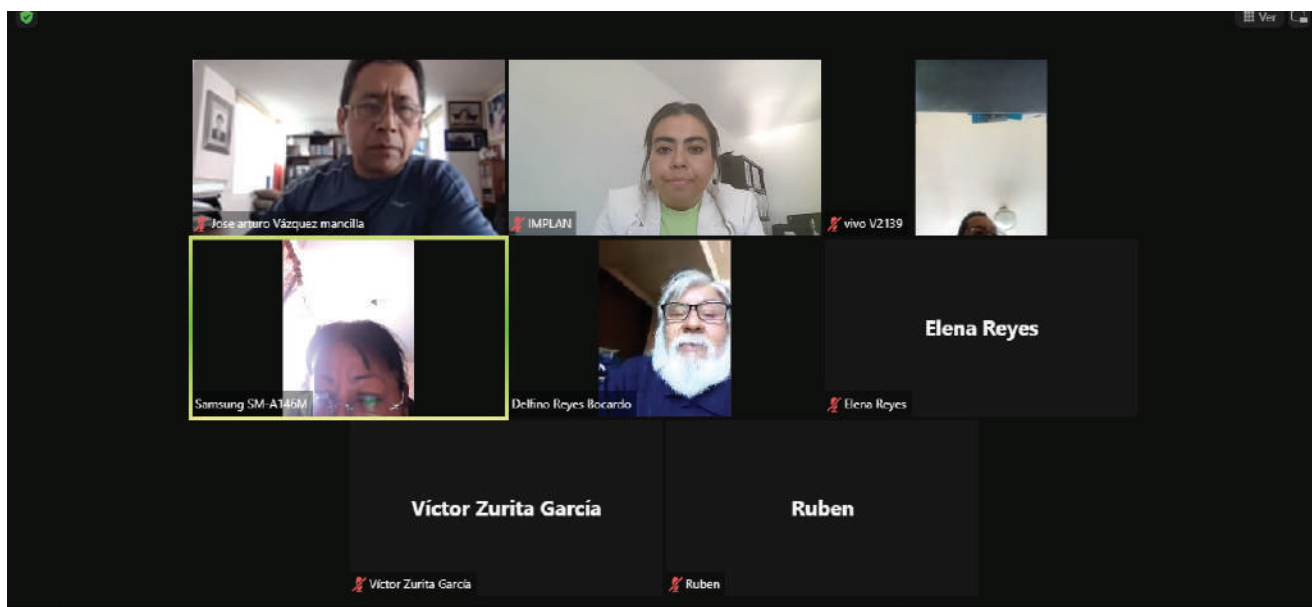 Ver
Jose arturo Vázquez mancilla
IMPLAN
vivo V2139
Samsung SM-A146M
Delfino Reyes Bocardo
Elena Reyes
Elena Reyes
Víctor Zurita García
Ruben
Víctor Zurita García
Ruben